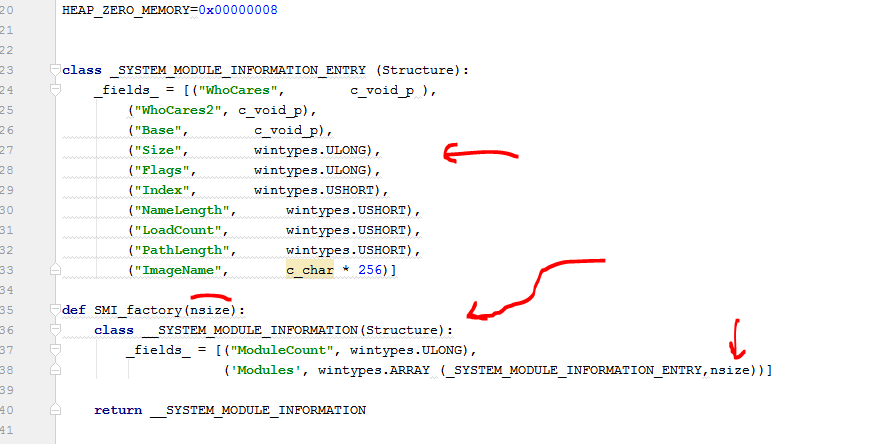 20 HEAP_ZERO_MEMORY=0x00000008
21
22
23 class _SYSTEM_MODULE_INFORMATION_ENTRY (Structure):
24 _fields_ = [("WhoCares", c_void_p ),
25 ("WhoCares2", c_void_p),
26 ("Base", c_void_p),
27 ("Size", wintypes.ULONG),
28 ("Flags", wintypes.ULONG),
29 ("Index", wintypes.USHORT),
30 ("NameLength", wintypes.USHORT),
31 ("LoadCount", wintypes.USHORT),
32 ("PathLength", wintypes.USHORT),
33 ("ImageName", c_char * 256)]
34
35 def SMI_factory(nsize):
36 class __SYSTEM_MODULE_INFORMATION(Structure):
37 _fields_ = [("ModuleCount", wintypes.ULONG),
38 ('Modules', wintypes.ARRAY (_SYSTEM_MODULE_INFORMATION_ENTRY,nsize))]
39
40 return __SYSTEM_MODULE_INFORMATION
41